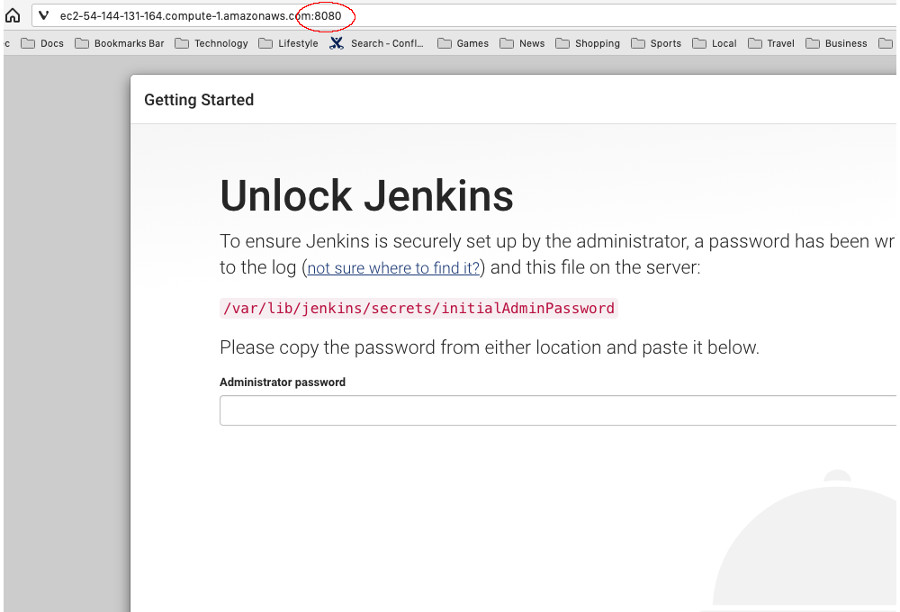 ec2-54-144-131-164.compute-1.amazonaws.com:8080
c Docs Bookmarks Bar Technology Lifestyle Search - Confl... Games News Shopping Sports Local Travel Business
Getting Started
Unlock Jenkins
To ensure Jenkins is securely set up by the administrator, a password has been wr
to the log (not sure where to find it?) and this file on the server:
/var/lib/jenkins/secrets/initialAdminPassword
Please copy the password from either location and paste it below.
Administrator password